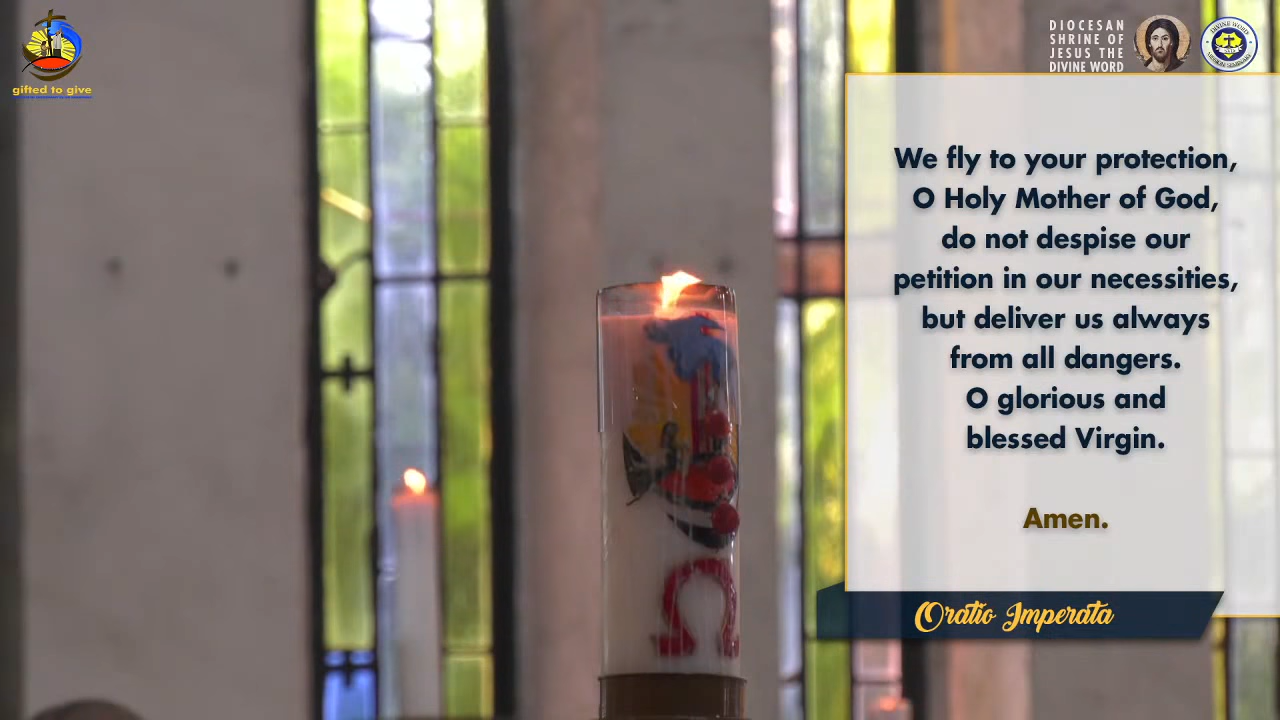 gifted to give
DIOCESAN
SHRINE OF
JESUS THE
DIVINE WORD
We fly to your protection,
O Holy Mother of God,
do not despise our
petition in our necessities,
but deliver us always
from all dangers.
O glorious and
blessed Virgin.
Amen.
Oratio Imperata
Ω